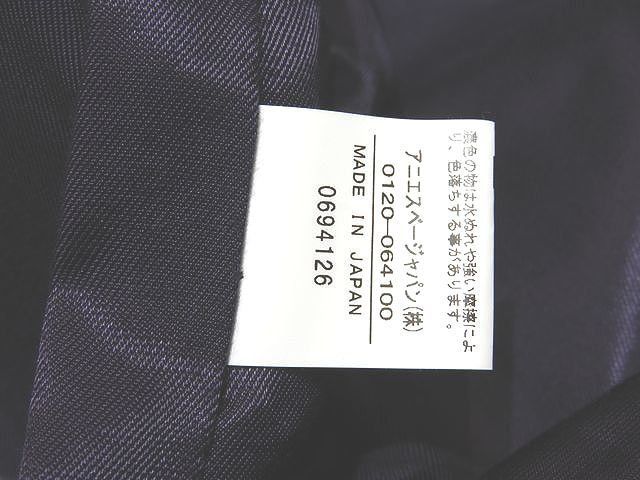 濃色の物は水ぬれや強い摩擦によ
り、色落ちする事があります。
アニエスベージャパン(株)
0120-064100
MADE IN JAPAN
0694126